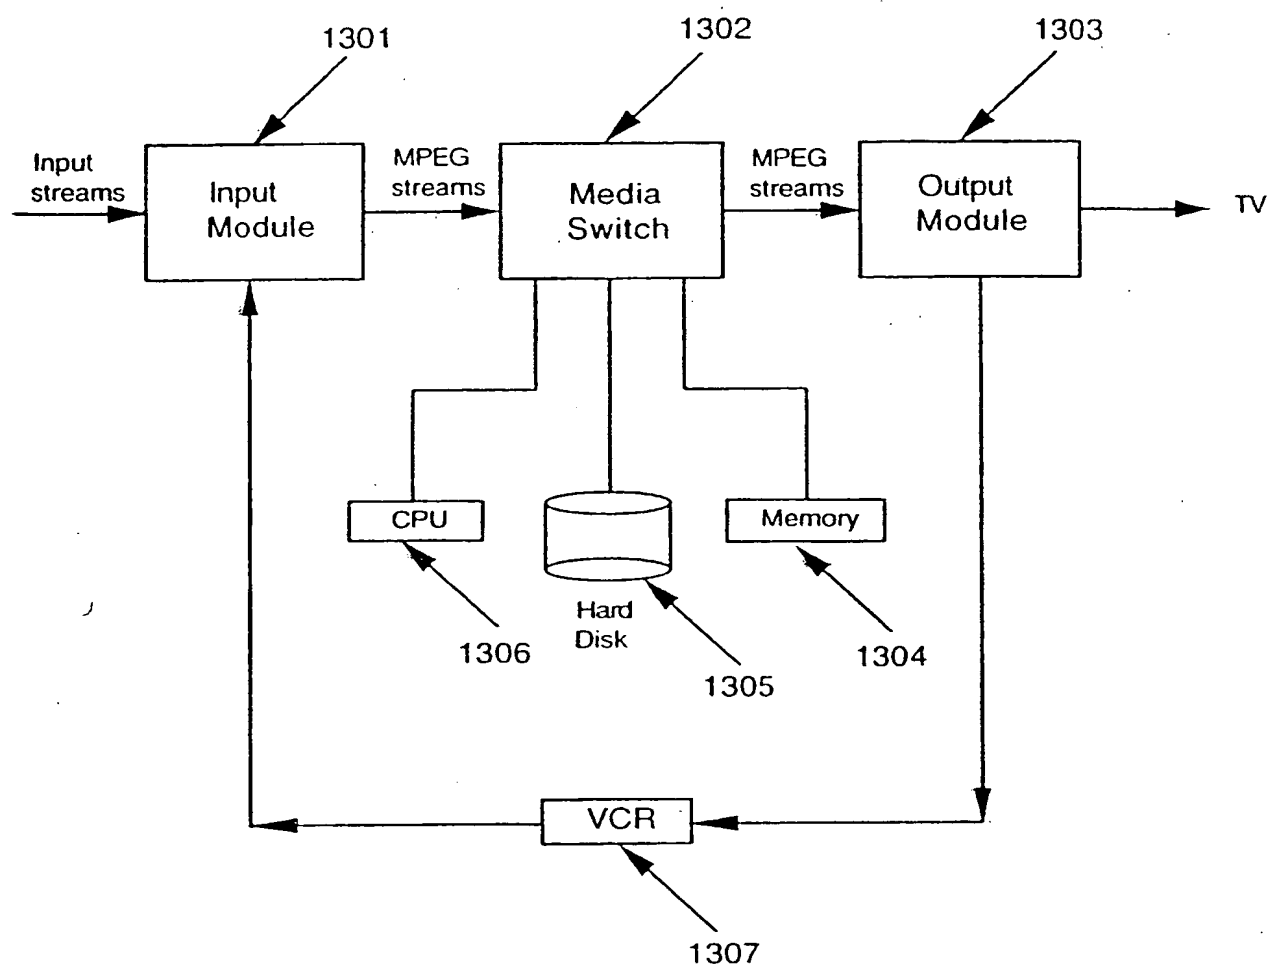 1301
1302
1303
Input
streams
Input
Module
MPEG
streams
Media
Switch
MPEG
streams
Output
Module
TV
CPU
Memory
Hard
Disk
1306
1305
1304
VCR
1307